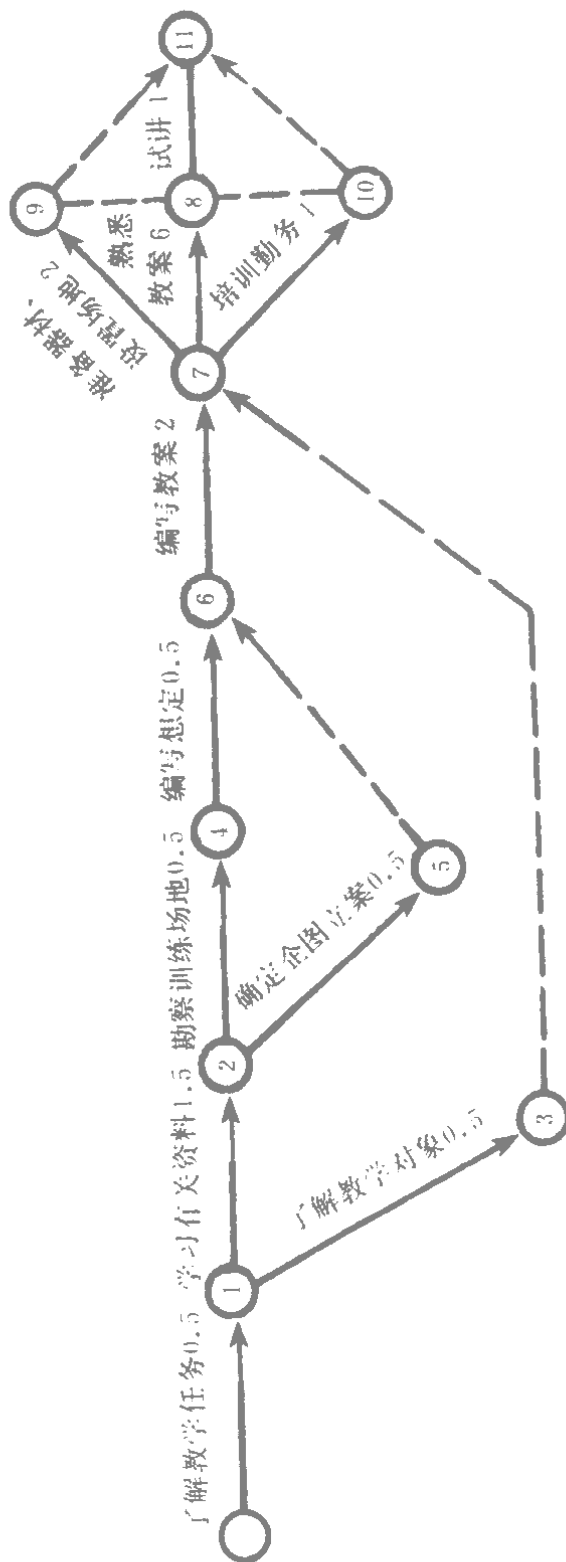 了解教学任务0.5
学习有关资料1.5
勘察训练场地0.5
编写想定0.5
编写教案2
准备器材、
设置场地2
熟悉
教案6
试讲1
培训勤务1
确定企图立案0.5
了解教学对象0.5
1
2
3
4
5
6
7
8
9
10
11